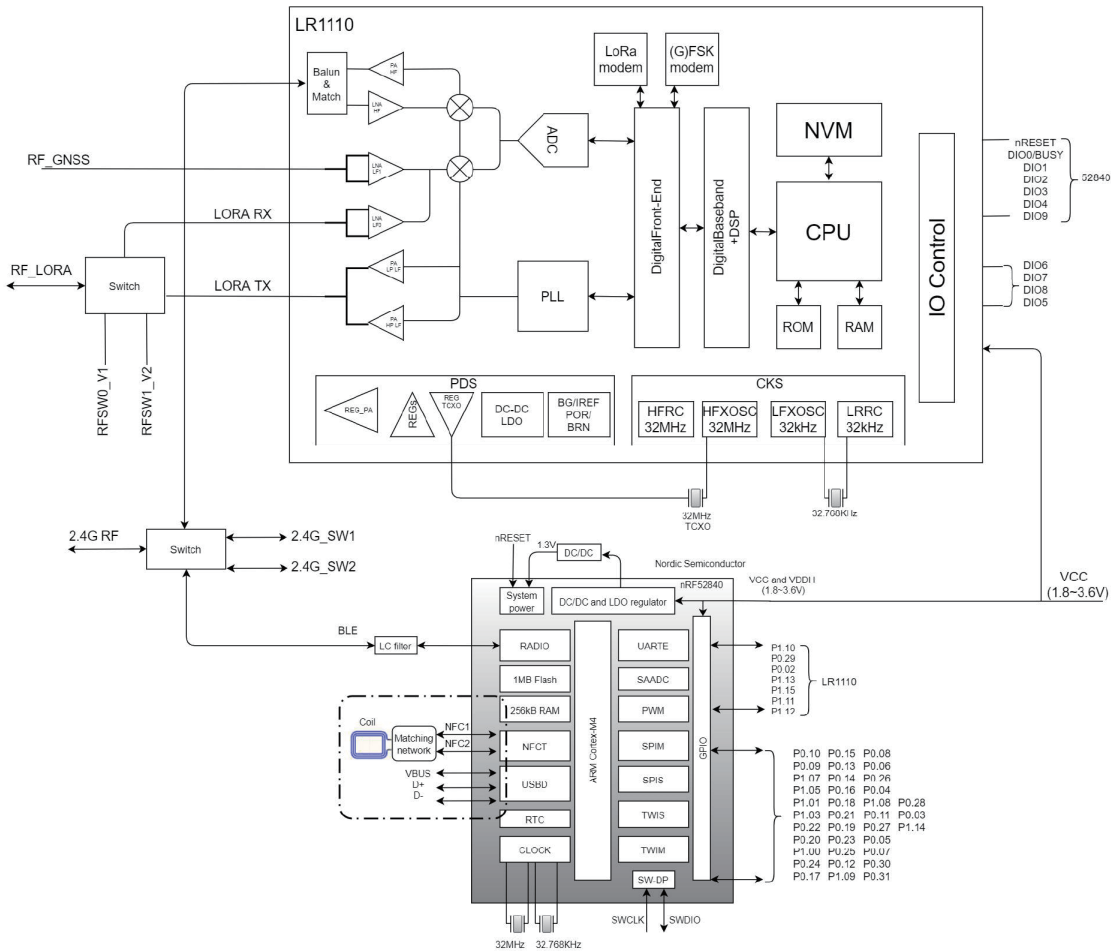 LR1110
LoRa
modem
(G)FSK
modem
Balun
&
Match
PA
HF
LNA
HF
ADC
NVM
nRESET
DIO0/BUSY
DIO1
DIO2
DIO3
DIO4
DIO9
52840
RF_GNSS
LNA
LF1
LORA RX
LNA
LF2
DigitalFront-End
DigitalBaseband
+DSP
CPU
IO Control
RF_LORA
Switch
LORA TX
PA
LP LF
PA
HP LF
PLL
ROM
RAM
DIO6
DIO7
DIO8
DIO5
RFSW0_V1
RFSW1_V2
PDS
REG_PA
REGs
REG
TCXO
DC-DC
LDO
BG/IREF
POR/
BRN
CKS
HFRC
32MHz
HFXOSC
32MHz
LFXOSC
32kHz
LRRC
32kHz
32MHz
TCXO
32.768KHz
2.4G RF
Switch
2.4G_SW1
2.4G_SW2
nRESET
1.3V
DC/DC
Nordic Semiconductor
nRF52840
VCC and VDDH
(1.8~3.6V)
VCC
(1.8~3.6V)
System
power
DC/DC and LDO regulator
BLE
LC filter
RADIO
1MB Flash
256kB RAM
NFCT
USBD
RTC
CLOCK
ARM Cortex-M4
UARTE
SAADC
PWM
SPIM
SPIS
TWIS
TWIM
SW-DP
GPIO
P1.10
P0.29
P0.02
P1.13
P1.15
P1.11
P1.12
LR1110
Coil
Matching
network
NFC1
NFC2
VBUS
D+
D-
P0.10 P0.15 P0.08
P0.09 P0.13 P0.06
P1.07 P0.14 P0.26
P1.05 P0.16 P0.04
P1.01 P0.18 P1.08 P0.28
P1.03 P0.21 P0.11 P0.03
P0.22 P0.19 P0.27 P1.14
P0.20 P0.23 P0.05
P1.00 P0.25 P0.07
P0.24 P0.12 P0.30
P0.17 P1.09 P0.31
32MHz
32.768KHz
SWCLK
SWDIO